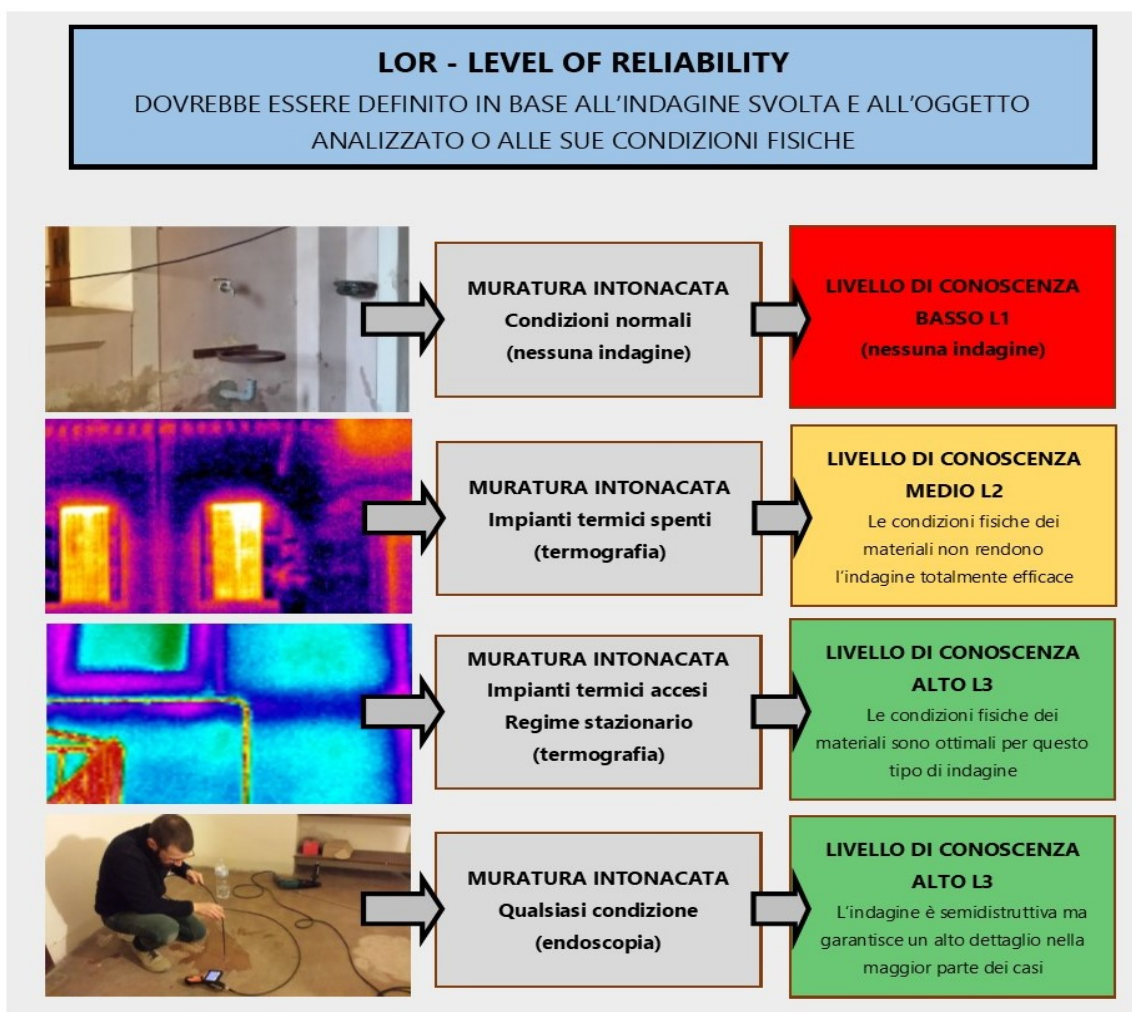 LOR - LEVEL OF RELIABILITY
DOVREBBE ESSERE DEFINITO IN BASE ALL'INDAGINE SVOLTA E ALL'OGGETTO
ANALIZZATO O ALLE SUE CONDIZIONI FISICHE
MURATURA INTONACATA
Condizioni normali
(nessuna indagine)
LIVELLO DI CONOSCENZA
BASSO L1
(nessuna indagine)
MURATURA INTONACATA
Impianti termici spenti
(termografia)
LIVELLO DI CONOSCENZA
MEDIO L2
Le condizioni fisiche dei
materiali non rendono
l'indagine totalmente efficace
MURATURA INTONACATA
Impianti termici accesi
Regime stazionario
(termografia)
LIVELLO DI CONOSCENZA
ALTO L3
Le condizioni fisiche dei
materiali sono ottimali per questo
tipo di indagine
MURATURA INTONACATA
Qualsiasi condizione
(endoscopia)
LIVELLO DI CONOSCENZA
ALTO L3
L'indagine è semidistruttiva ma
garantisce un alto dettaglio nella
maggior parte dei casi